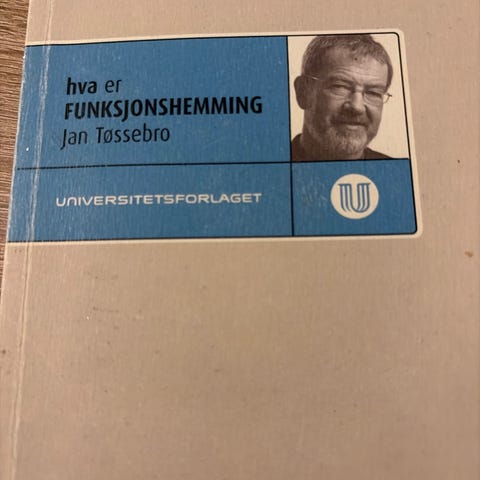 hva er
FUNKSJONSHEMMING
Jan Tøssebro
UNIVERSITETSFORLAGET